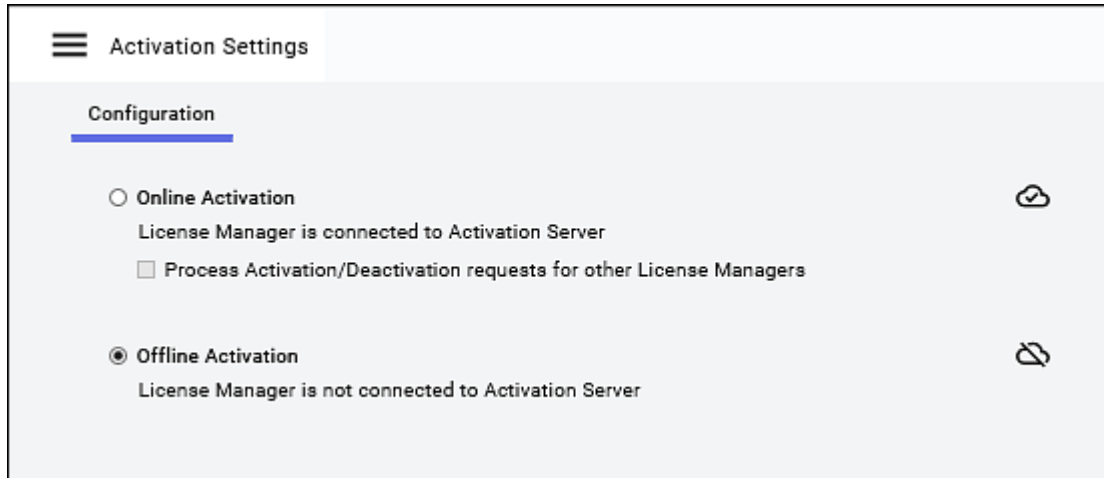 Activation Settings
Configuration
Online Activation
License Manager is connected to Activation Server
Process Activation/Deactivation requests for other License Managers
Offline Activation
License Manager is not connected to Activation Server